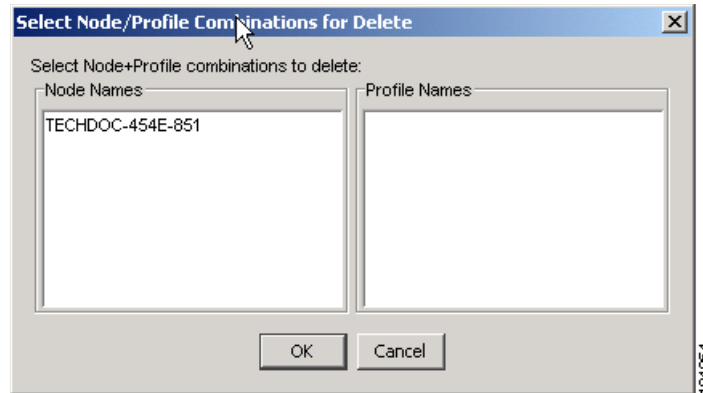 Select Node/Profile Combinations for Delete
Select Node+Profile combinations to delete:
Node Names
Profile Names
TECHDOC-454E-851
OK
Cancel